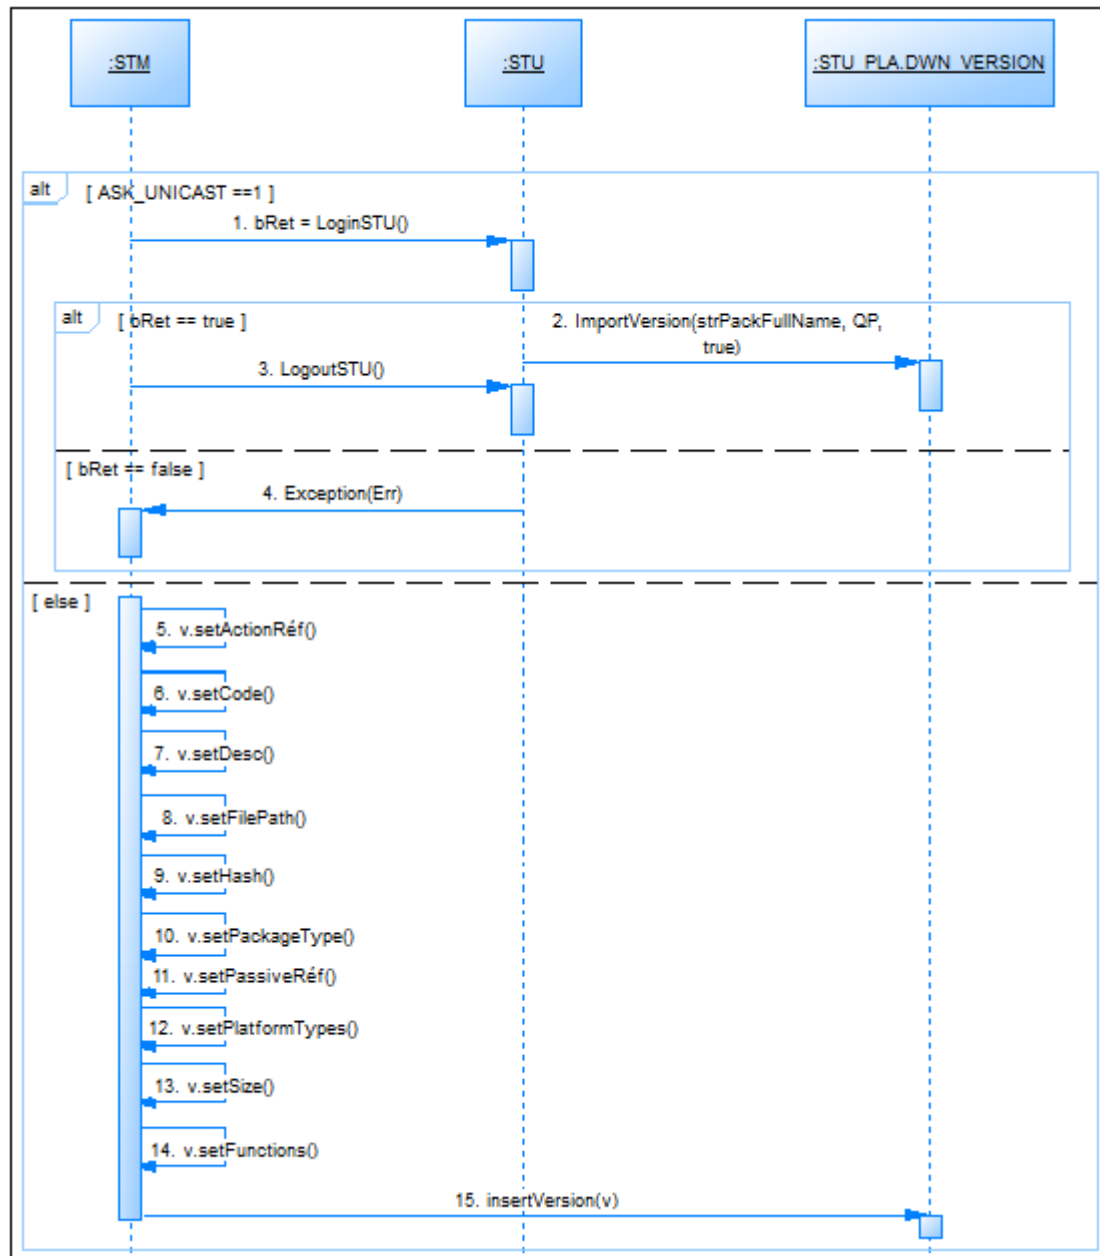 :STM
:STU
:STU_PLA.DWN_VERSION
alt
[ ASK_UNICAST ==1 ]
1. bRet = LoginSTU()
alt
[ bRet == true ]
2. ImportVersion(strPackFullName, QP,
true)
3. LogoutSTU()
[ bRet == false ]
4. Exception(Err)
[ else ]
5. v.setActionRéf()
6. v.setCode()
7. v.setDesc()
8. v.setFilePath()
9. v.setHash()
10. v.setPackageType()
11. v.setPassiveRéf()
12. v.setPlatformTypes()
13. v.setSize()
14. v.setFunctions()
15. insertVersion(v)